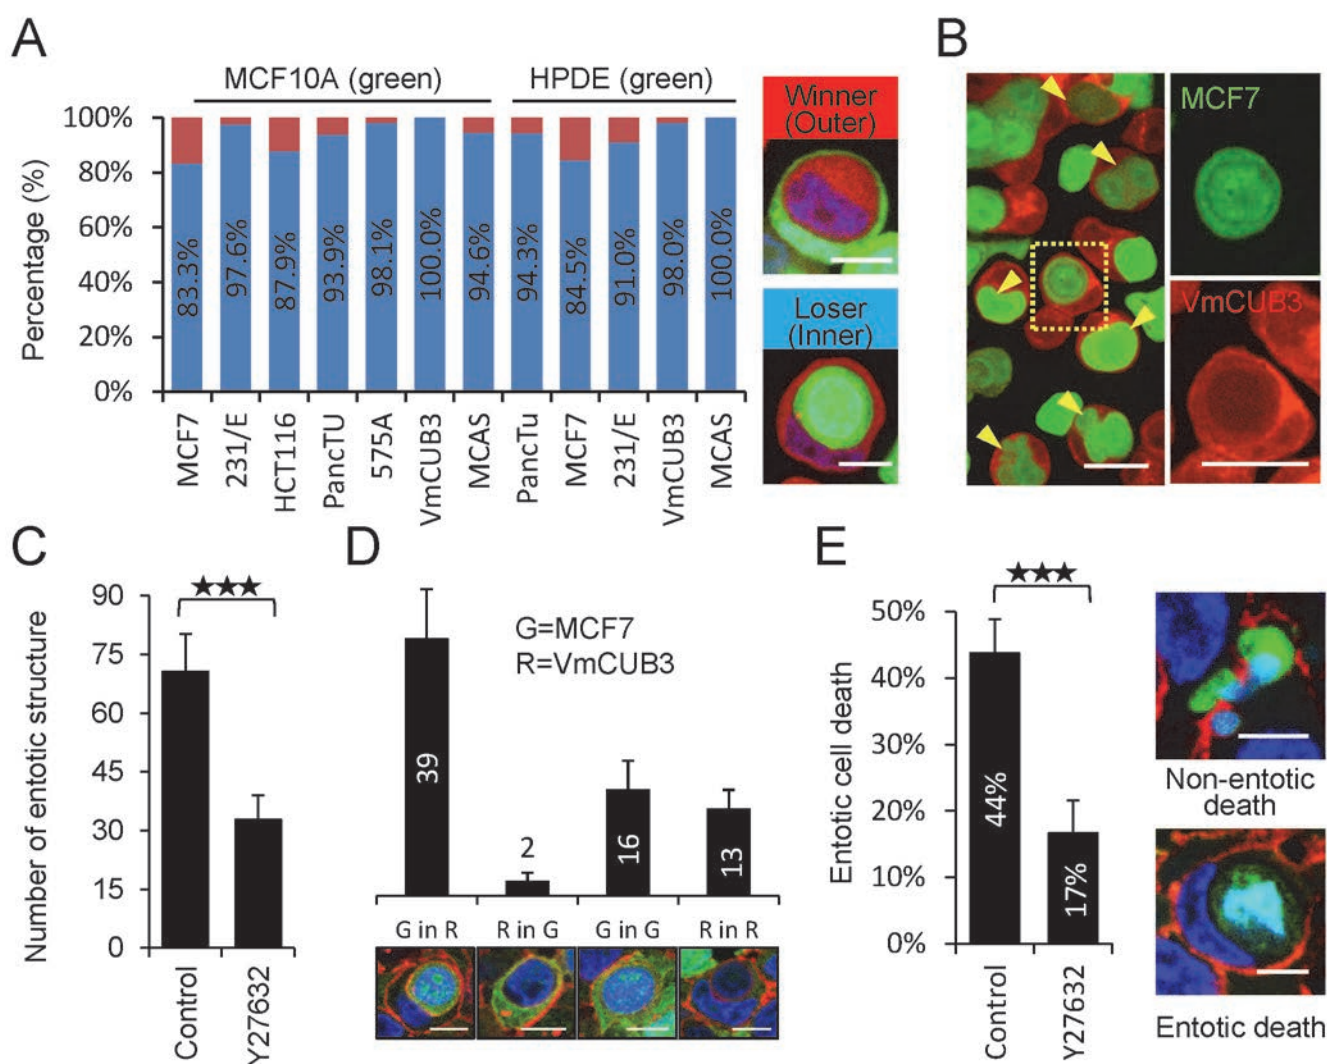 A
MCF10A (green)
HPDE (green)
Percentage (%)
100%
80%
60%
40%
20%
0%
83.3%
97.6%
87.9%
93.9%
98.1%
100.0%
94.6%
94.3%
84.5%
91.0%
98.0%
100.0%
MCF7
231/E
HCT116
PancTU
575A
VmCUB3
MCAS
PancTu
MCF7
231/E
VmCUB3
MCAS
Winner
(Outer)
Loser
(Inner)
B
MCF7
VmCUB3
C
★★★
Number of entotic structure
90
75
60
45
30
15
0
Control
Y27632
D
G=MCF7
R=VmCUB3
39
2
16
13
G in R
R in G
G in G
R in R
E
★★★
Entotic cell death
50%
40%
30%
20%
10%
0%
44%
17%
Control
Y27632
Non-entotic
death
Entotic death